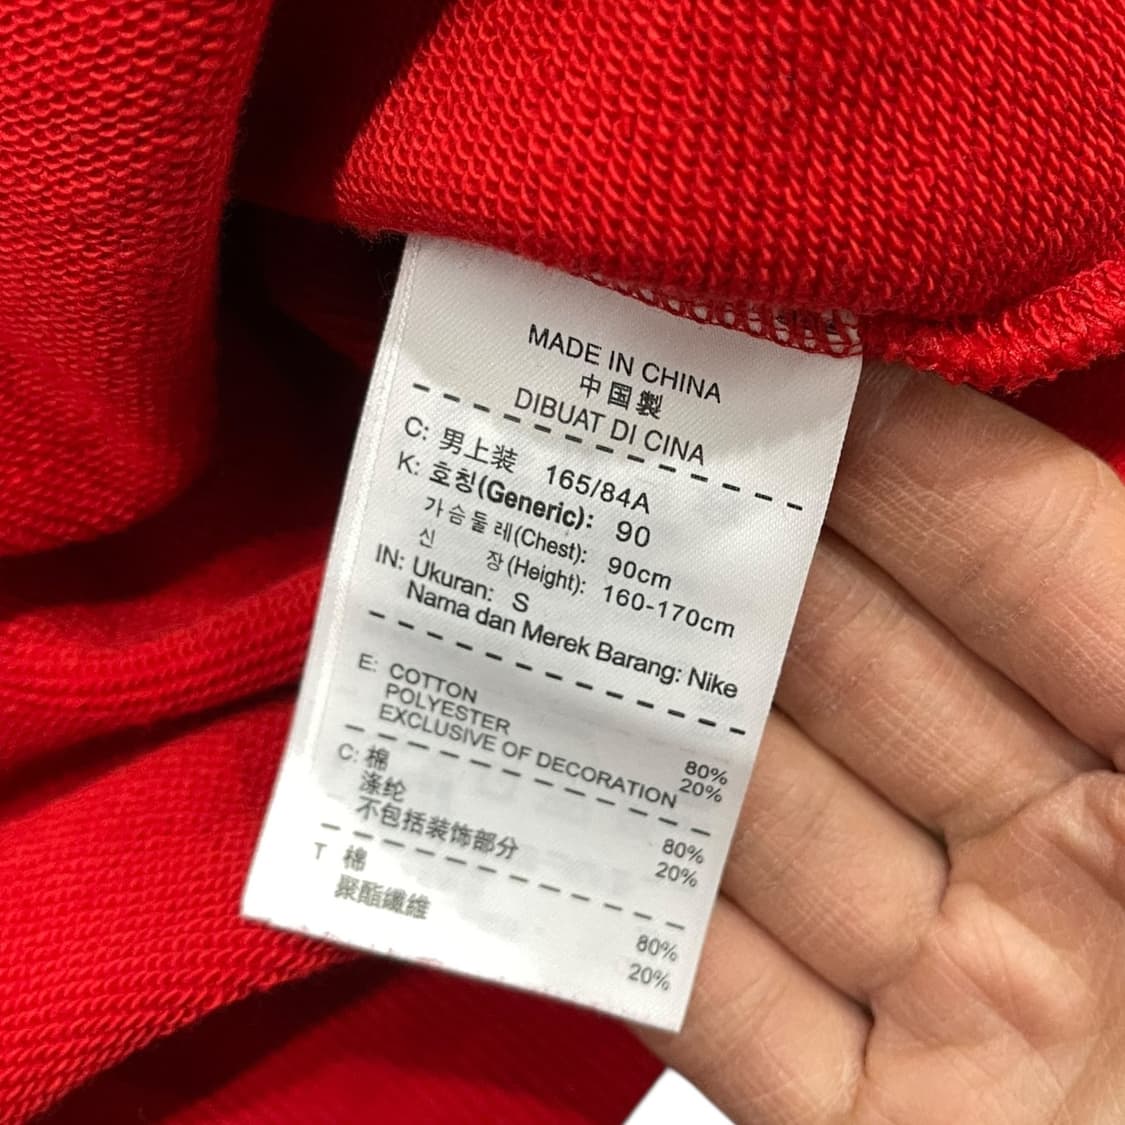 MADE IN CHINA
中国製
DIBUAT DI CINA
C: 男上装 165/84A
K: 호칭(Generic): 90
가슴둘레(Chest): 90cm
신 장(Height): 160-170cm
IN: Ukuran: S
Nama dan Merek Barang: Nike
E: COTTON 80%
POLYESTER 20%
EXCLUSIVE OF DECORATION
C: 棉 80%
涤纶 20%
不包括装饰部分
T 棉 80%
聚酯纖維 20%